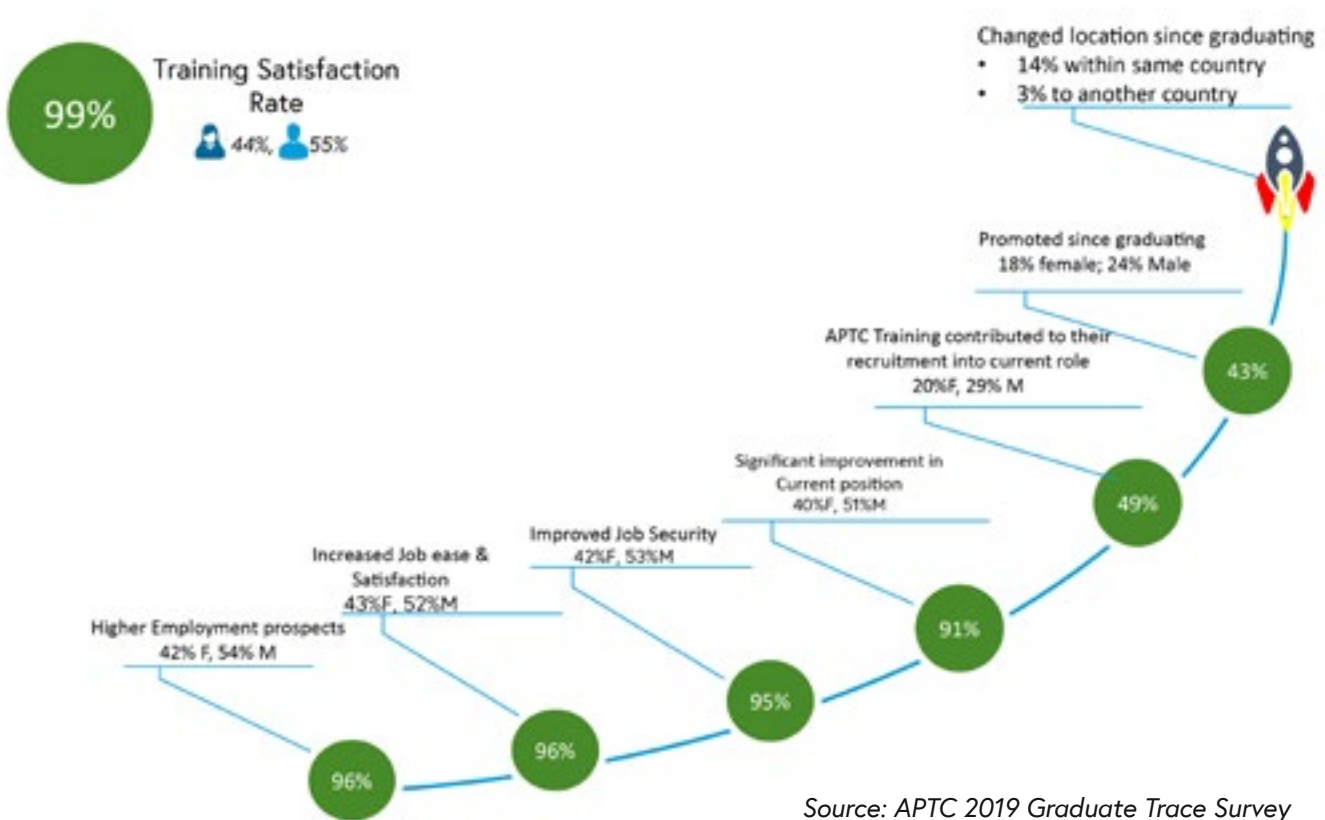 99%
Training Satisfaction
Rate
44%, 55%
Changed location since graduating
• 14% within same country
• 3% to another country
Promoted since graduating
18% female; 24% Male
43%
APTC Training contributed to their
recruitment into current role
20%F, 29% M
49%
Significant improvement in
Current position
40%F, 51%M
91%
Improved Job Security
42%F, 53%M
95%
Increased Job ease &
Satisfaction
43%F, 52%M
96%
Higher Employment prospects
42% F, 54% M
96%
Source: APTC 2019 Graduate Trace Survey